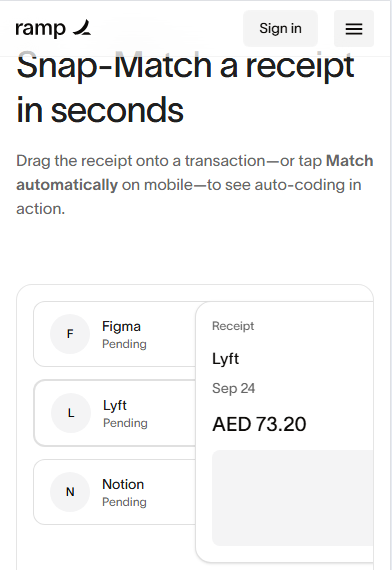 ramp
Sign in
Snap-Match a receipt
in seconds
Drag the receipt onto a transaction—or tap Match
automatically on mobile—to see auto-coding in
action.
F
Figma
Pending
L
Lyft
Pending
N
Notion
Pending
Receipt
Lyft
Sep 24
AED 73.20